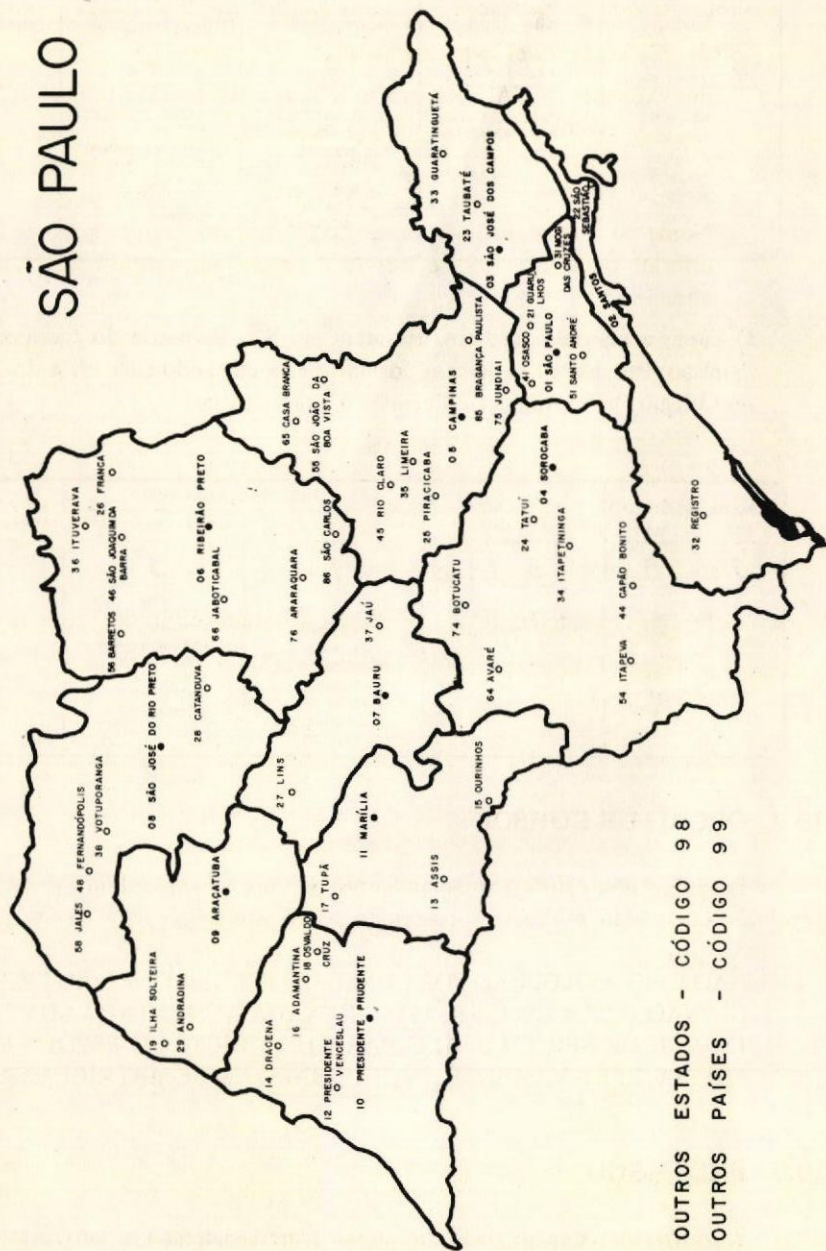 SÃO PAULO
36 ITUVERAVA
26 FRANCA
56 BARRETOS
46 SÃO JOAQUIM DA
BARRA
06 RIBEIRÃO PRETO
66 JABOTICABAL
76 ARARAQUARA
86 SÃO CARLOS
58 JALES
48 FERNANDÓPOLIS
38 VOTUPORANGA
08 SÃO JOSÉ DO RIO PRETO
28 CATANDUVA
19 ILHA SOLTEIRA
29 ANDRADINA
09 ARAÇATUBA
65 CASA BRANCA
55 SÃO JOÃO DA
BOA VISTA
45 RIO CLARO
35 LIMEIRA
25 PIRACICABA
05 CAMPINAS
85 BRAGANÇA PAULISTA
75 JUNDIAÍ
27 LINS
37 JAÚ
07 BAURU
14 DRACENA
16 ADAMANTINA
18 OSVALDO
CRUZ
12 PRESIDENTE
VENCESLAU
10 PRESIDENTE PRUDENTE
17 TUPÃ
11 MARÍLIA
13 ASSIS
15 OURINHOS
74 BOTUCATU
64 AVARÉ
24 TATUÍ
04 SOROCABA
34 ITAPETININGA
44 CAPÃO BONITO
54 ITAPEVA
33 GUARATINGUETÁ
23 TAUBATÉ
03 SÃO JOSÉ DOS CAMPOS
41 OSASCO
21 GUARU
LHOS
01 SÃO PAULO
31 MOGI
DAS CRUZES
51 SANTO ANDRÉ
22 SÃO
SEBASTIÃO
02 SANTOS
32 REGISTRO
OUTROS ESTADOS - CÓDIGO 98
OUTROS PAÍSES - CÓDIGO 99